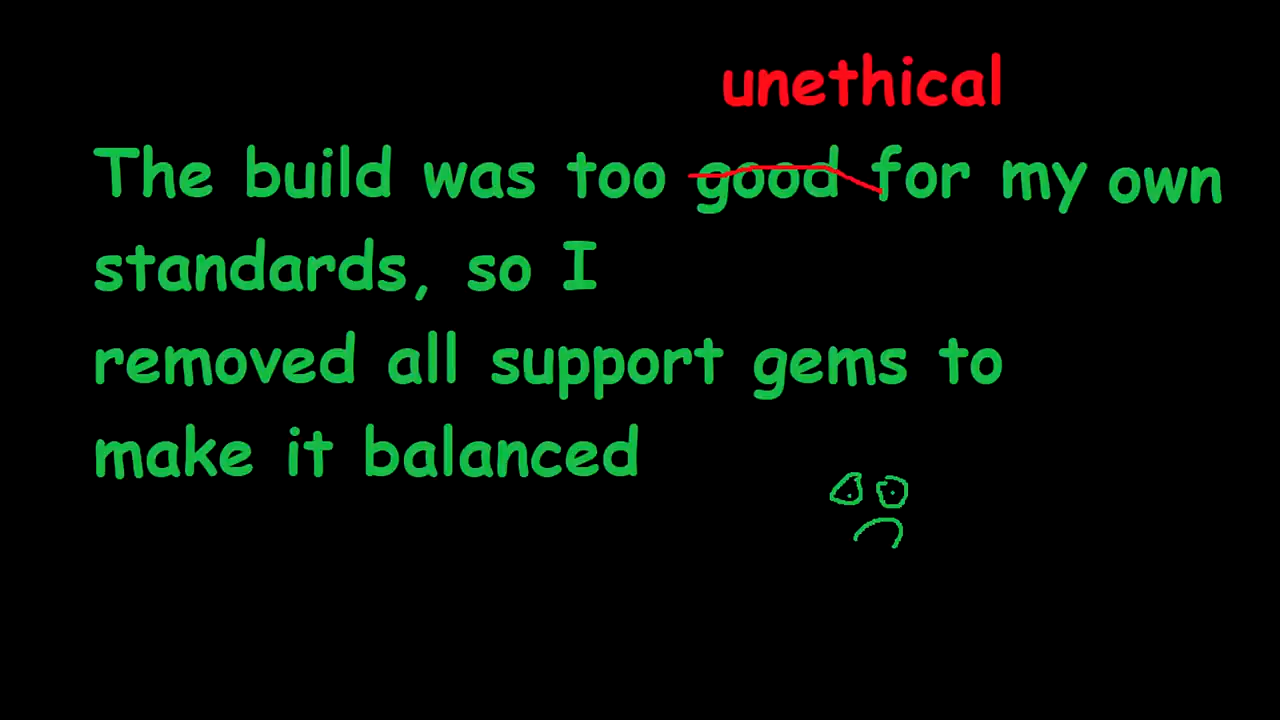 unethical
The build was too good for my own
standards, so I
removed all support gems to
make it balanced